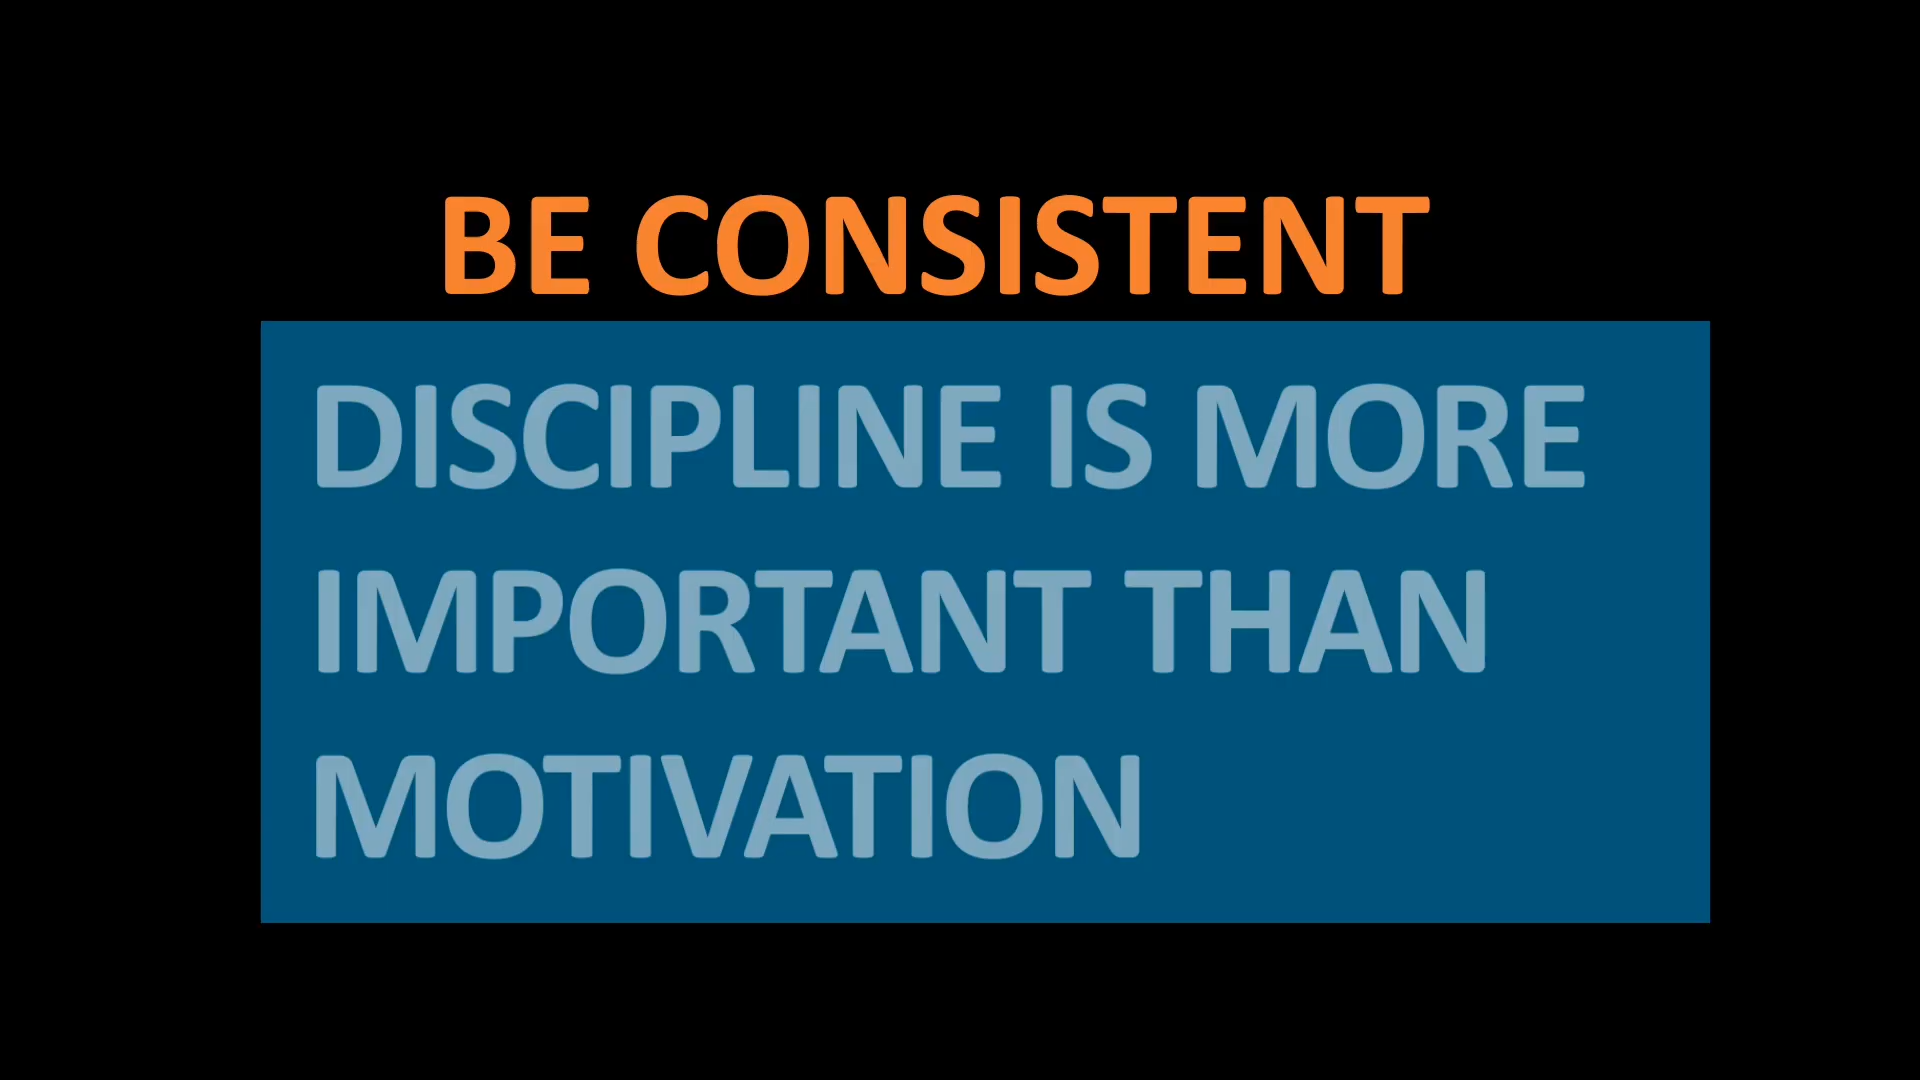 BE CONSISTENT
DISCIPLINE IS MORE
IMPORTANT THAN
MOTIVATION